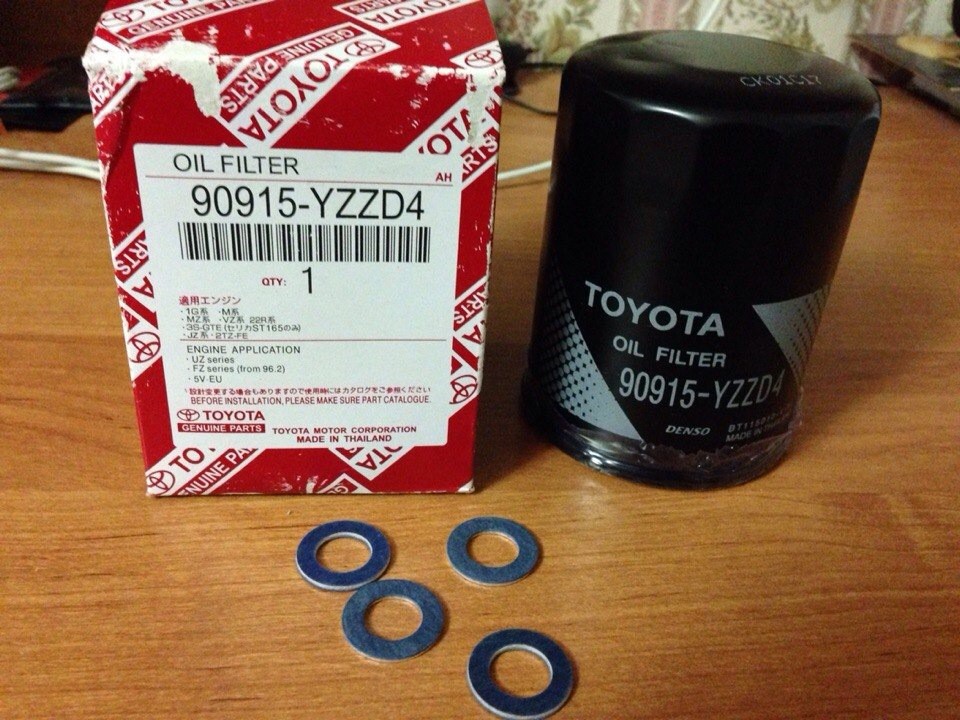 TOYOTA
GENUINE PARTS
OIL FILTER
AH
90915-YZZD4
QTY: 1
適用エンジン
・1G系 ・M系
・MZ系 ・VZ系 22R系
・3S-GTE (セリカST165のみ)
・JZ系・2TZ-FE
ENGINE APPLICATION
・UZ series
・FZ series (from 96.2)
・5V-EU
設計変更する場合もありますので使用時にはカタログをご参照ください
BEFORE INSTALLATION, PLEASE MAKE SURE PART CATALOGUE.
TOYOTA
GENUINE PARTS
TOYOTA MOTOR CORPORATION
MADE IN THAILAND
CK01C17
TOYOTA
OIL FILTER
90915-YZZD4
DENSO
MADE IN